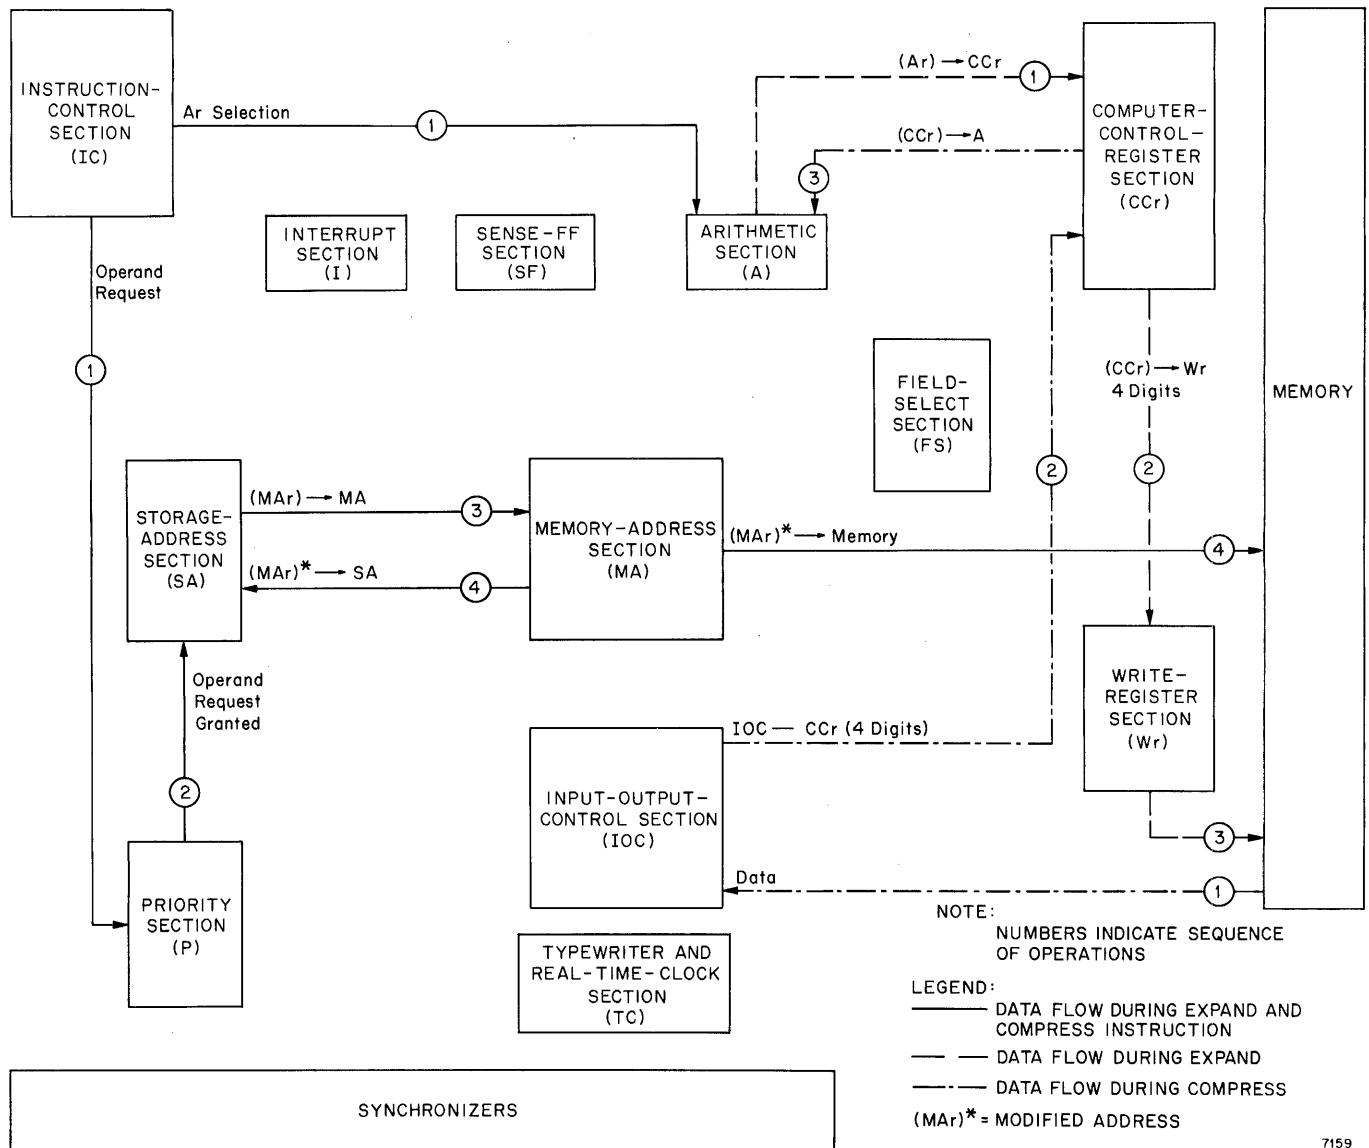 INSTRUCTION-
CONTROL
SECTION
(IC)
Ar Selection
1
(Ar) → CCr
1
(CCr) → A
3
COMPUTER-
CONTROL-
REGISTER
SECTION
(CCr)
INTERRUPT
SECTION
(I)
SENSE-FF
SECTION
(SF)
ARITHMETIC
SECTION
(A)
Operand
Request
1
FIELD-
SELECT
SECTION
(FS)
(CCr) → Wr
4 Digits
MEMORY
2
2
STORAGE-
ADDRESS
SECTION
(SA)
(MAr) → MA
3
(MAr)* → SA
4
MEMORY-ADDRESS
SECTION
(MA)
(MAr)* → Memory
4
Operand
Request
Granted
2
WRITE-
REGISTER
SECTION
(Wr)
3
IOC — CCr (4 Digits)
INPUT-OUTPUT-
CONTROL SECTION
(IOC)
Data
1
PRIORITY
SECTION
(P)
TYPEWRITER AND
REAL-TIME-CLOCK
SECTION
(TC)
NOTE:
NUMBERS INDICATE SEQUENCE
OF OPERATIONS
LEGEND:
DATA FLOW DURING EXPAND AND
COMPRESS INSTRUCTION
DATA FLOW DURING EXPAND
DATA FLOW DURING COMPRESS
(MAr)* = MODIFIED ADDRESS
SYNCHRONIZERS
7159